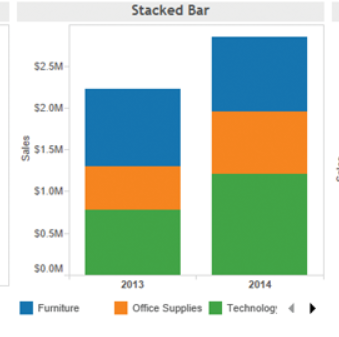 Stacked Bar
$2.5M
$2.0M
$1.5M
$1.0M
$0.5M
$0.0M
Sales
2013 2014
Furniture Office Supplies Technology